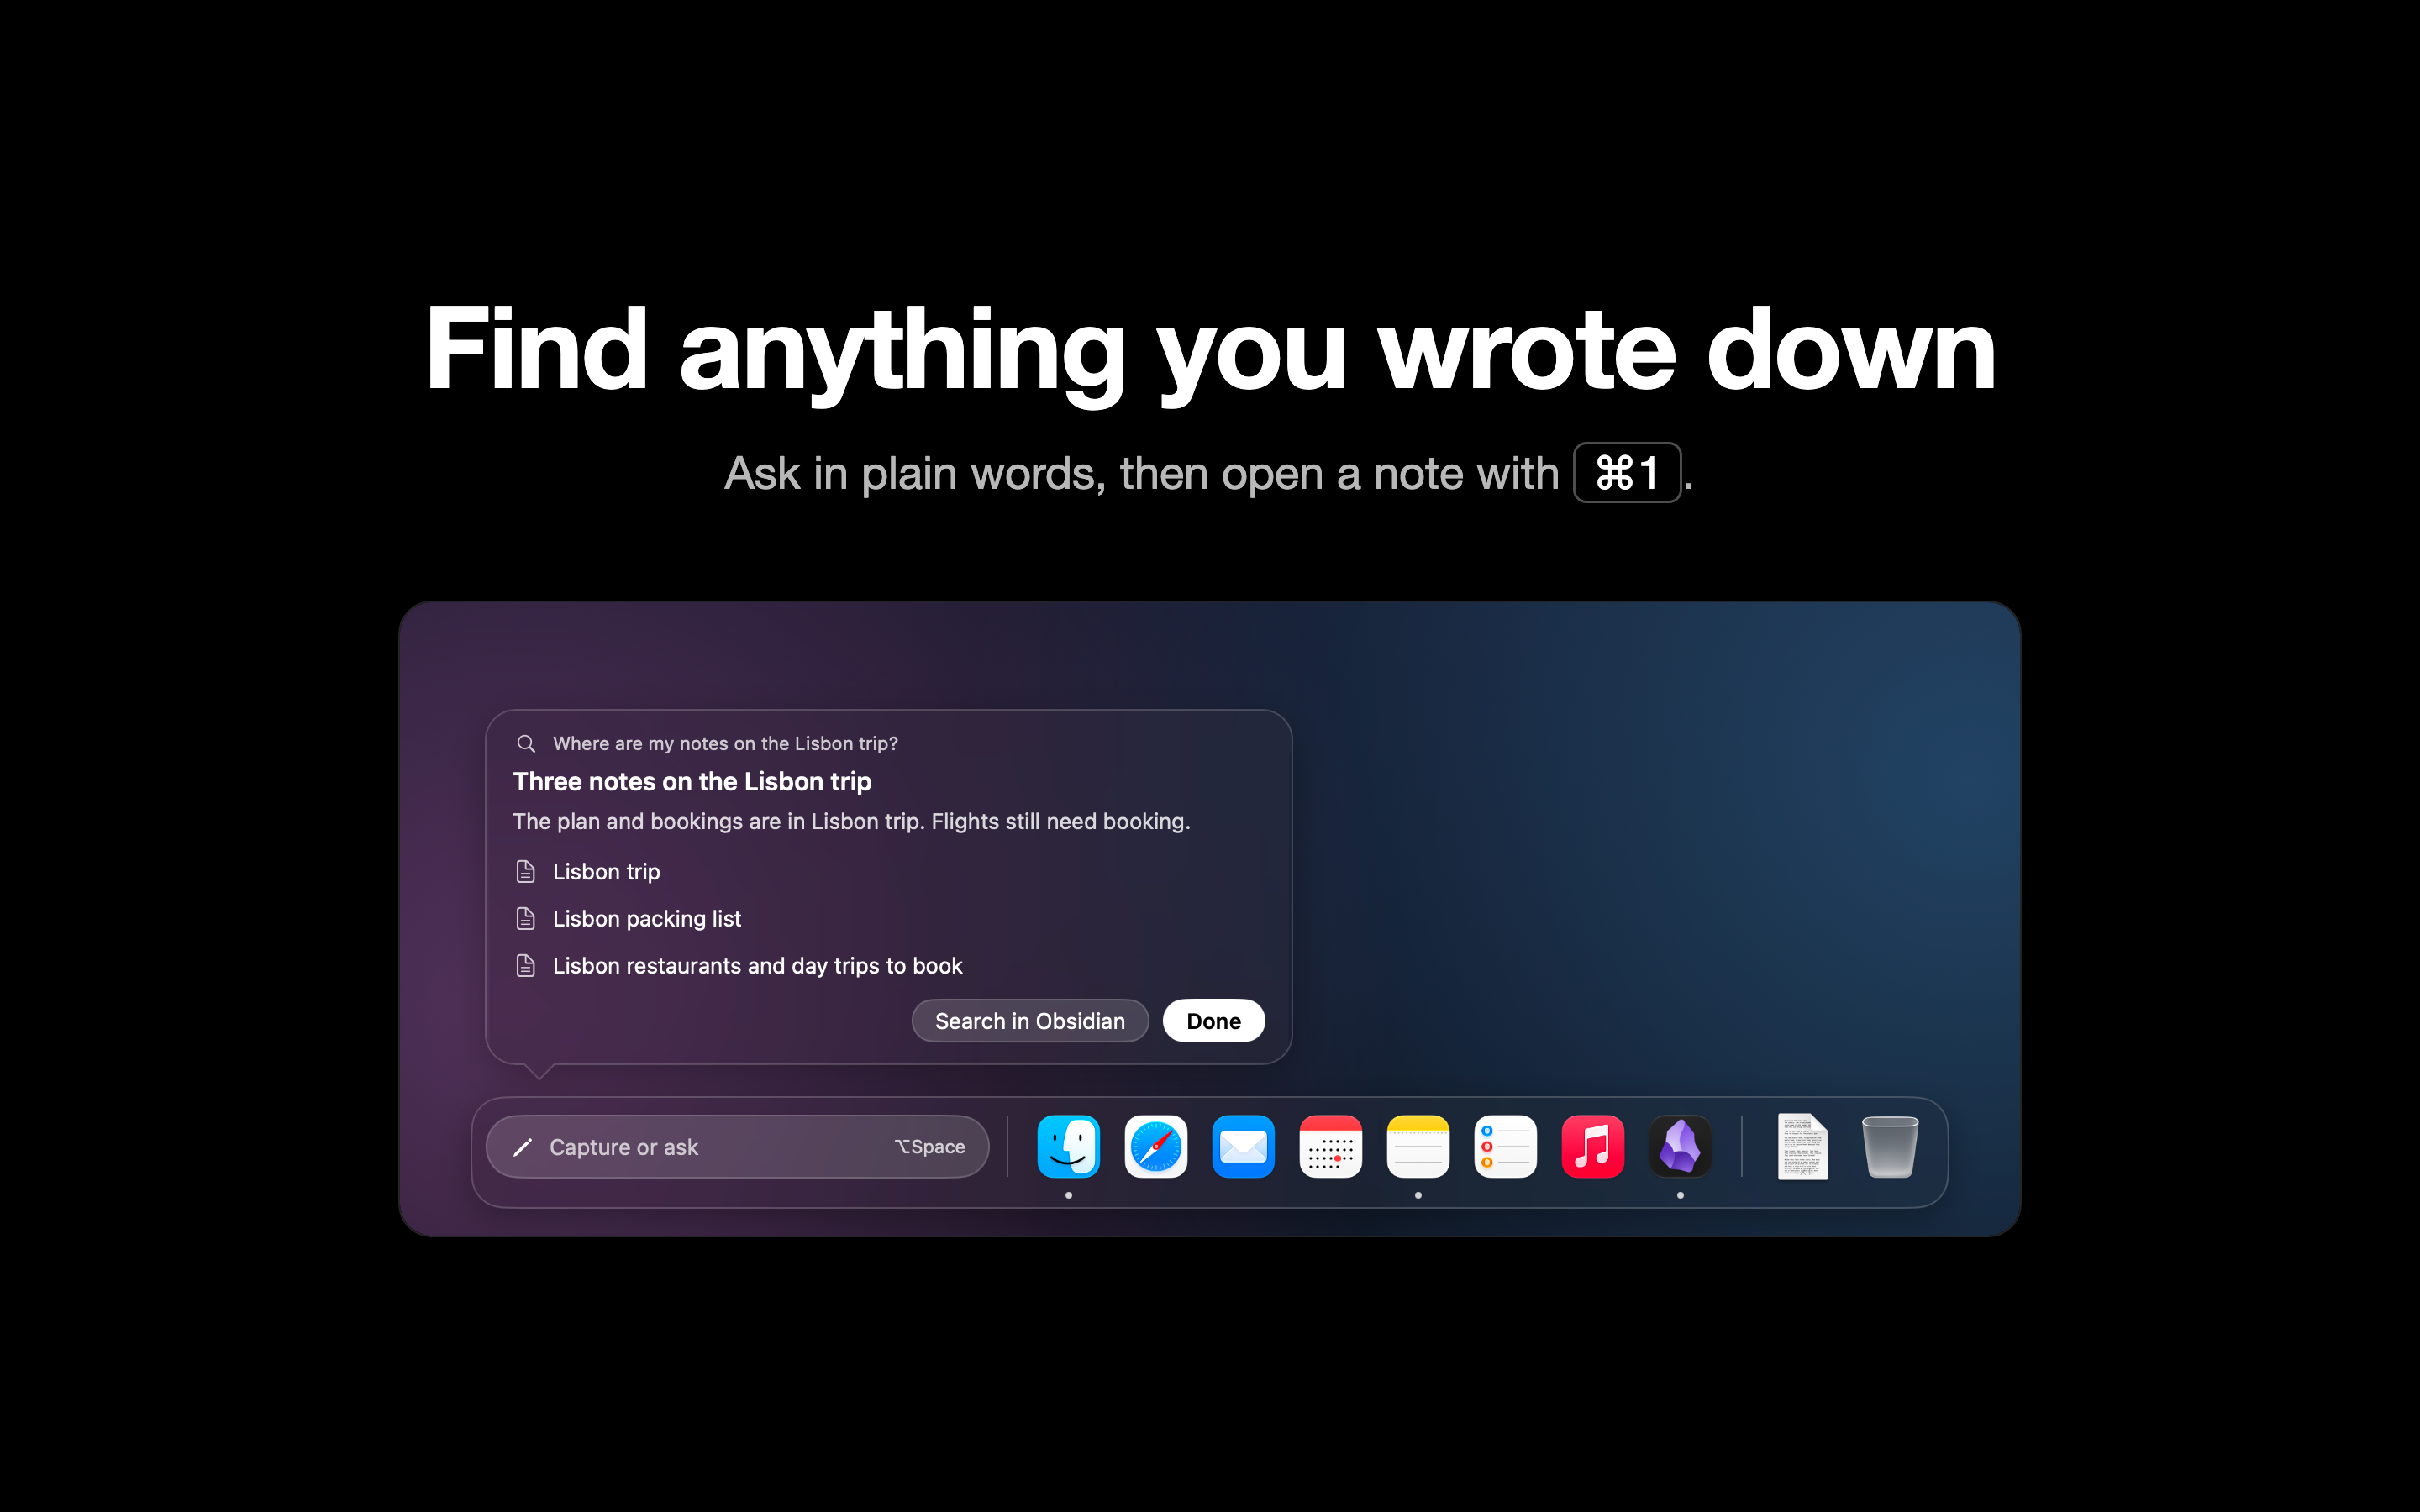 Find anything you wrote down
Ask in plain words, then open a note with ⌘1.
Where are my notes on the Lisbon trip?
Three notes on the Lisbon trip
The plan and bookings are in Lisbon trip. Flights still need booking.
Lisbon trip
Lisbon packing list
Lisbon restaurants and day trips to book
Search in Obsidian
Done
Capture or ask
⌥Space